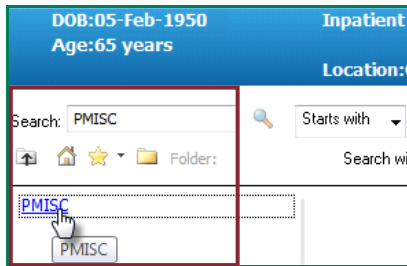 DOB:05-Feb-1950 Inpatient
Age:65 years
Location:
Search: PMISC Starts with
Folder: Search wi
PMISC
PMISC